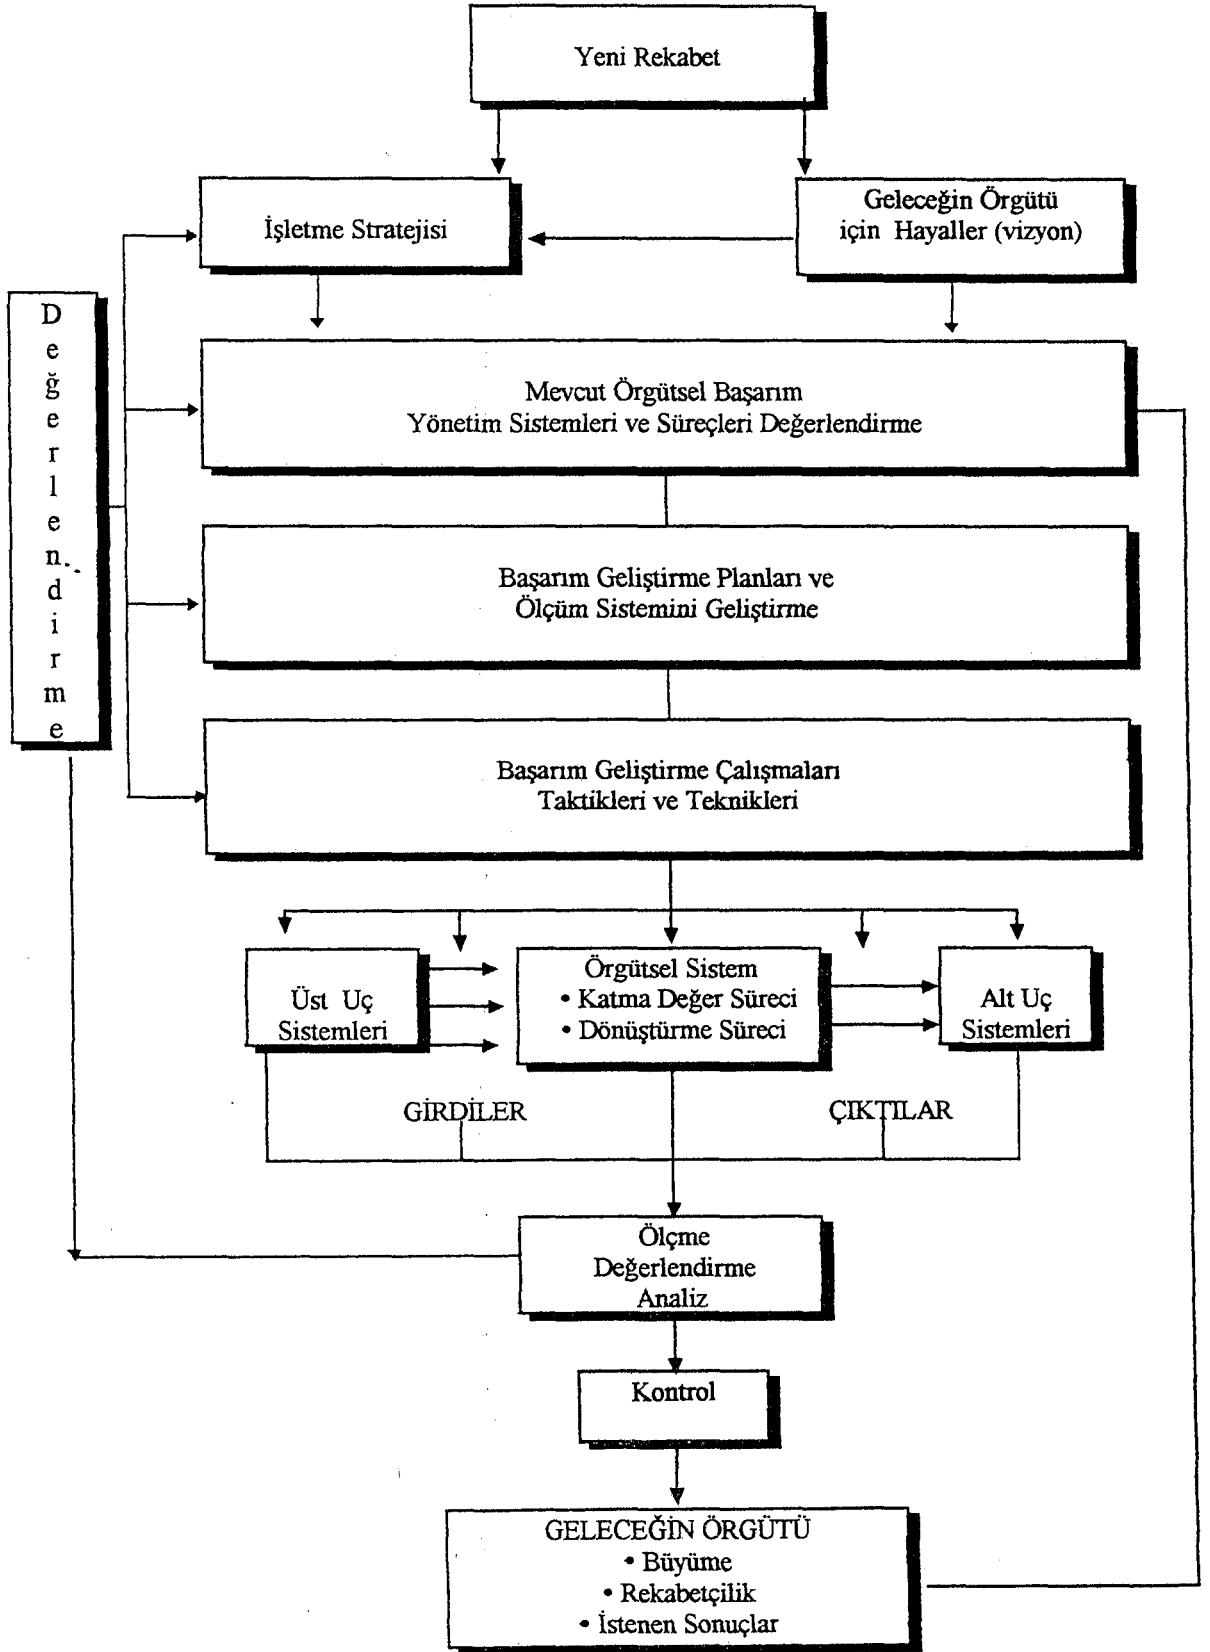 Yeni Rekabet
İşletme Stratejisi
Geleceğin Örgütü
için Hayaller (vizyon)
D
e
ğ
e
r
l
e
n
d
i
r
m
e
Mevcut Örgütsel Başarım
Yönetim Sistemleri ve Süreçleri Değerlendirme
Başarım Geliştirme Planları ve
Ölçüm Sistemini Geliştirme
Başarım Geliştirme Çalışmaları
Taktikleri ve Teknikleri
Üst Uç
Sistemleri
Örgütsel Sistem
• Katma Değer Süreci
• Dönüştürme Süreci
Alt Uç
Sistemleri
GİRDİLER
ÇIKTILAR
Ölçme
Değerlendirme
Analiz
Kontrol
GELECEĞİN ÖRGÜTÜ
• Büyüme
• Rekabetçilik
• İstenen Sonuçlar